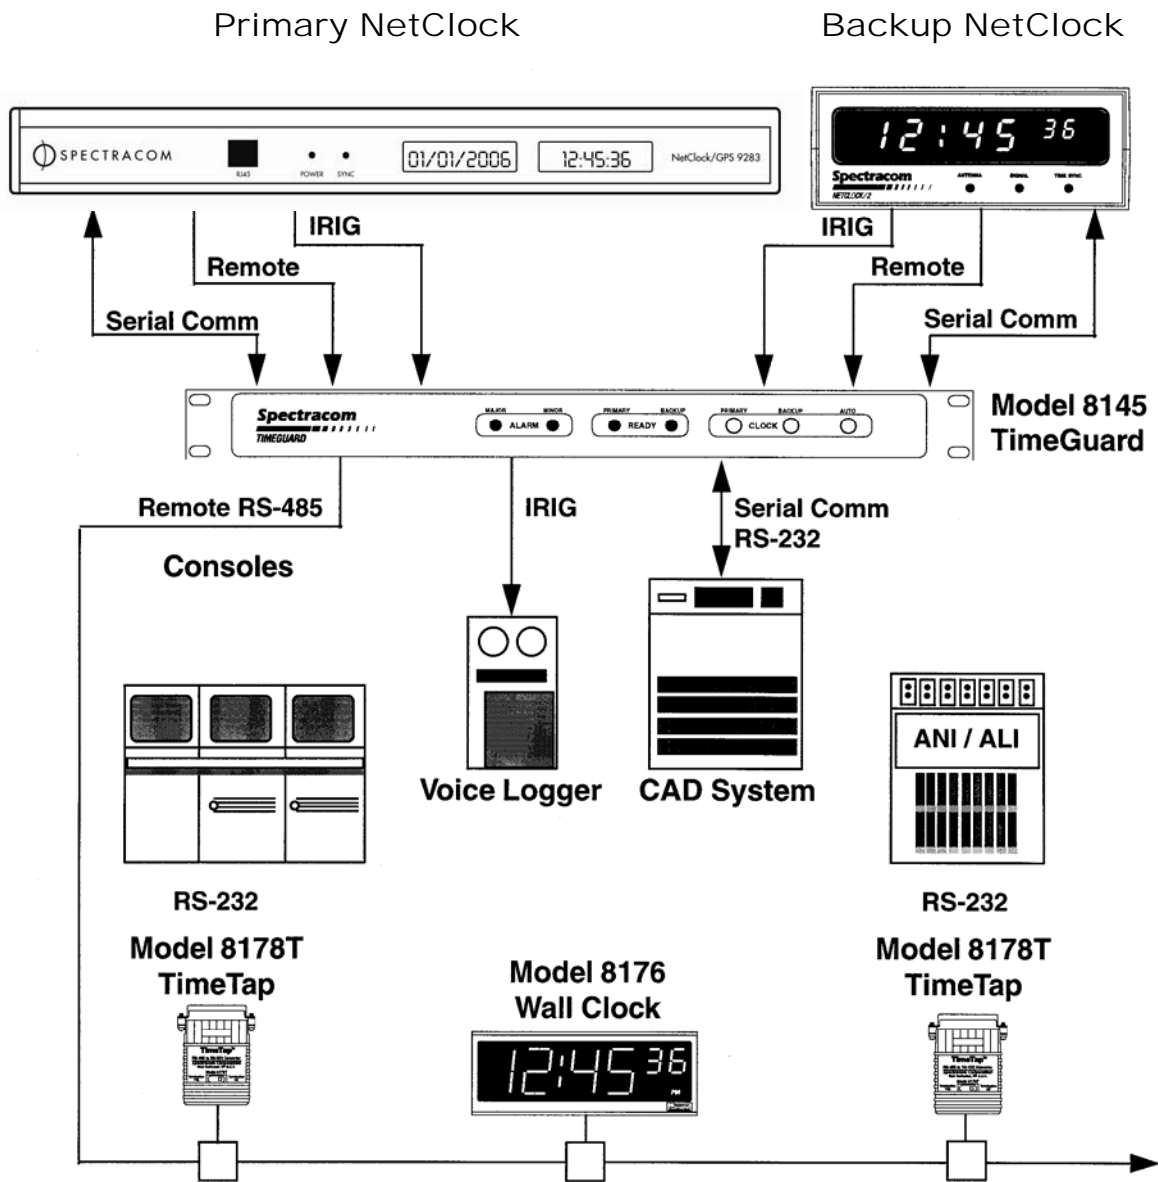 Primary NetClock
Backup NetClock
SPECTRACOM
RJ45
POWER
SYNC
01/01/2006
12:45:36
NetClock/GPS 9283
12:45 36
Spectracom
NETCLOCK/2
ANTENNA
SIGNAL
TIME SYNC
IRIG
Remote
Serial Comm
IRIG
Remote
Serial Comm
Spectracom
TIMEGUARD
MAJOR
MINOR
ALARM
PRIMARY
BACKUP
READY
PRIMARY
BACKUP
CLOCK
AUTO
Model 8145
TimeGuard
Remote RS-485
IRIG
Serial Comm
RS-232
Consoles
Voice Logger
CAD System
ANI / ALI
RS-232
Model 8178T
TimeTap
Model 8176
Wall Clock
RS-232
Model 8178T
TimeTap
TimeTap™
12:45 36
PM
TimeTap™